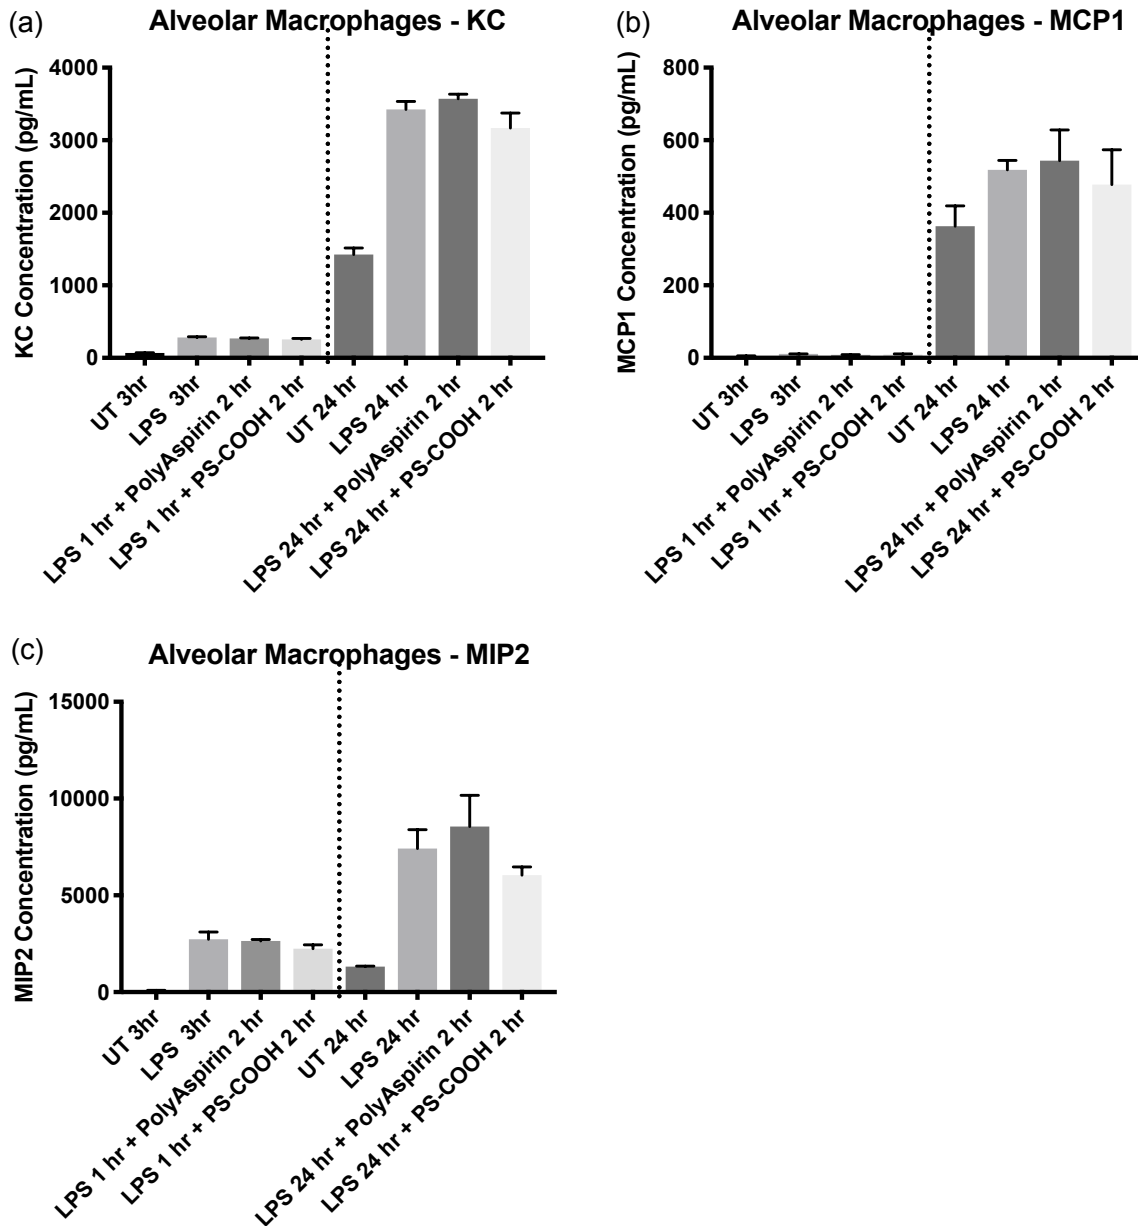 (a)
Alveolar Macrophages - KC
KC Concentration (pg/mL)
4000
3000
2000
1000
0
UT 3hr
LPS  3hr
LPS 1 hr + PolyAspirin 2 hr
LPS 1 hr + PS-COOH 2 hr
UT 24 hr
LPS 24 hr
LPS 24 hr + PolyAspirin 2 hr
LPS 24 hr + PS-COOH 2 hr
(b)
Alveolar Macrophages - MCP1
MCP1 Concentration (pg/mL)
800
600
400
200
0
UT 3hr
LPS  3hr
LPS 1 hr + PolyAspirin 2 hr
LPS 1 hr + PS-COOH 2 hr
UT 24 hr
LPS 24 hr
LPS 24 hr + PolyAspirin 2 hr
LPS 24 hr + PS-COOH 2 hr
(c)
Alveolar Macrophages - MIP2
MIP2 Concentration (pg/mL)
15000
10000
5000
0
UT 3hr
LPS  3hr
LPS 1 hr + PolyAspirin 2 hr
LPS 1 hr + PS-COOH 2 hr
UT 24 hr
LPS 24 hr
LPS 24 hr + PolyAspirin 2 hr
LPS 24 hr + PS-COOH 2 hr